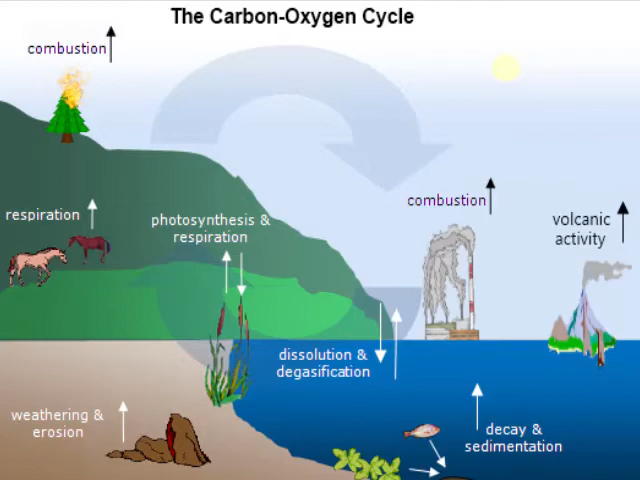 The Carbon-Oxygen Cycle
combustion
respiration
photosynthesis &
respiration
combustion
volcanic
activity
dissolution &
degasification
weathering &
erosion
decay &
sedimentation